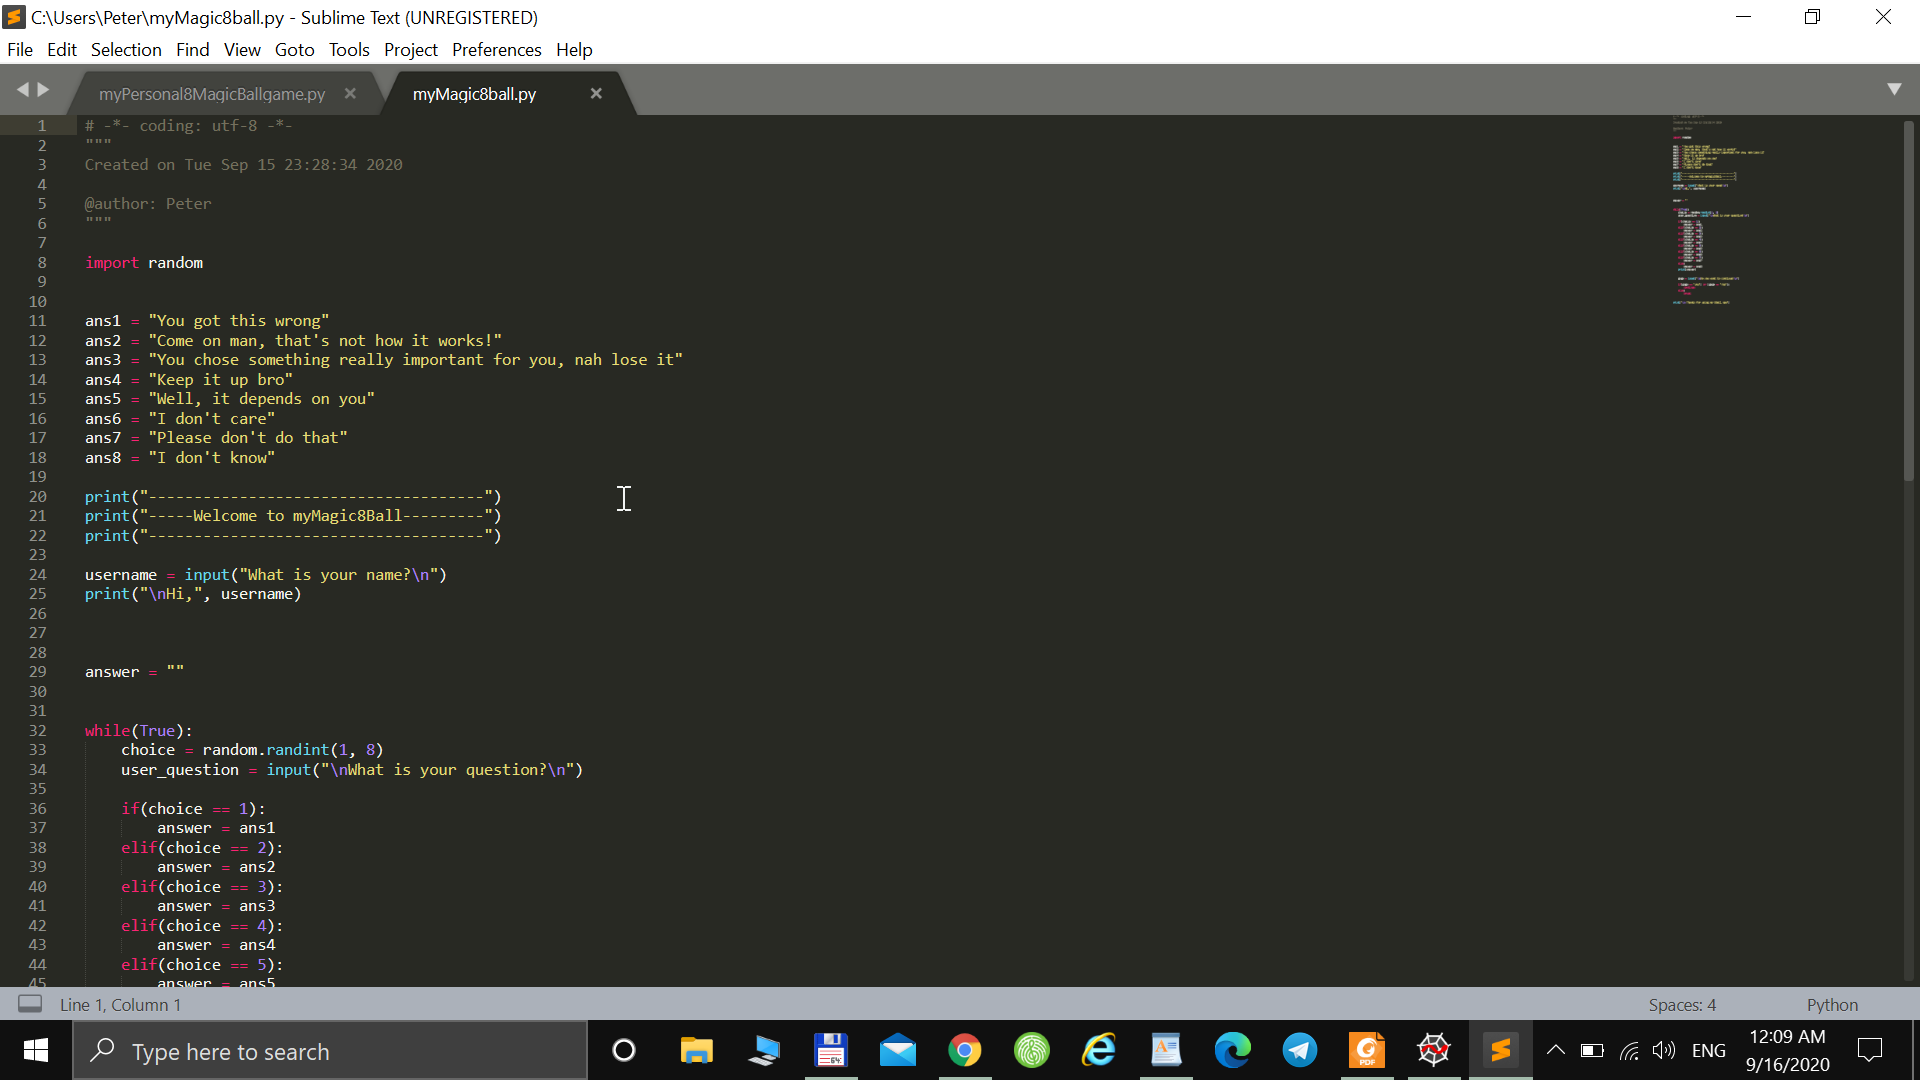 C:\Users\Peter\myMagic8ball.py - Sublime Text (UNREGISTERED)
File Edit Selection Find View Goto Tools Project Preferences Help
myPersonal8MagicBallgame.py
myMagic8ball.py
1 # -*- coding: utf-8 -*-
2 """
3 Created on Tue Sep 15 23:28:34 2020
4
5 @author: Peter
6 """
7
8 import random
9
10
11 ans1 = "You got this wrong"
12 ans2 = "Come on man, that's not how it works!"
13 ans3 = "You chose something really important for you, nah lose it"
14 ans4 = "Keep it up bro"
15 ans5 = "Well, it depends on you"
16 ans6 = "I don't care"
17 ans7 = "Please don't do that"
18 ans8 = "I don't know"
19
20 print("-------------------------------------")
21 print("-----Welcome to myMagic8Ball---------")
22 print("-------------------------------------")
23
24 username = input("What is your name?\n")
25 print("\nHi,", username)
26
27
28
29 answer = ""
30
31
32 while(True):
33 choice = random.randint(1, 8)
34 user_question = input("\nWhat is your question?\n")
35
36 if(choice == 1):
37 answer = ans1
38 elif(choice == 2):
39 answer = ans2
40 elif(choice == 3):
41 answer = ans3
42 elif(choice == 4):
43 answer = ans4
44 elif(choice == 5):
45 answer = ans5
Line 1, Column 1
Spaces: 4
Python
Type here to search
64
PDF
ENG
12:09 AM
9/16/2020